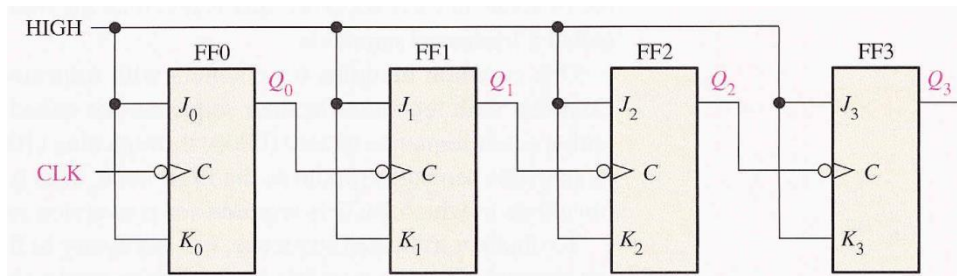 HIGH
FF0 FF1 FF2 FF3
Q0 Q1 Q2 Q3
J0 J1 J2 J3
CLK C C C C
K0 K1 K2 K3